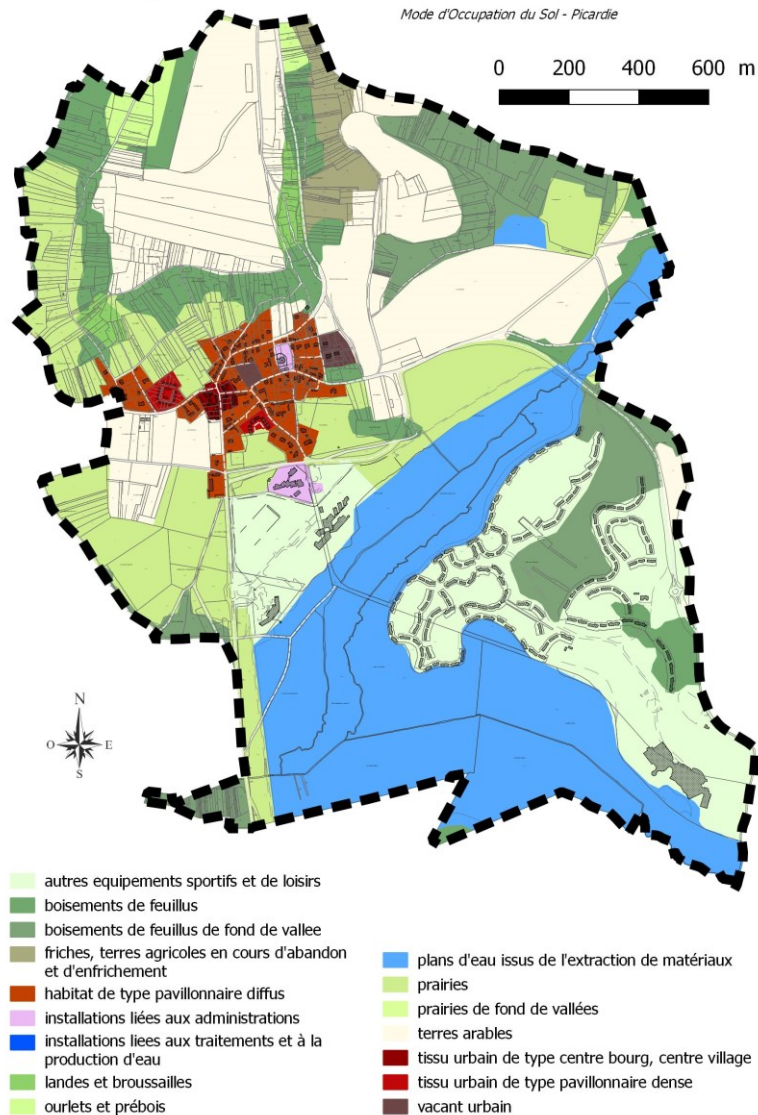 Mode d'Occupation du Sol - Picardie
0 200 400 600 m
N
O E
S
autres equipements sportifs et de loisirs
boisements de feuillus
boisements de feuillus de fond de vallee
friches, terres agricoles en cours d'abandon
et d'enfrichement
habitat de type pavillonnaire diffus
installations liées aux administrations
installations liees aux traitements et à la
production d'eau
landes et broussailles
ourlets et prébois
plans d'eau issus de l'extraction de matériaux
prairies
prairies de fond de vallées
terres arables
tissu urbain de type centre bourg, centre village
tissu urbain de type pavillonnaire dense
vacant urbain